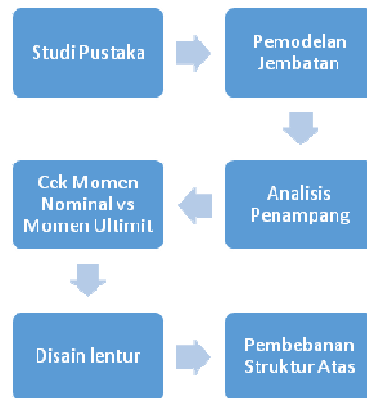 Studi Pustaka
Pemodelan
Jembatan
Analisis
Penampang
Cek Momen
Nominal vs
Momen Ultimit
Disain lentur
Pembebanan
Struktur Atas